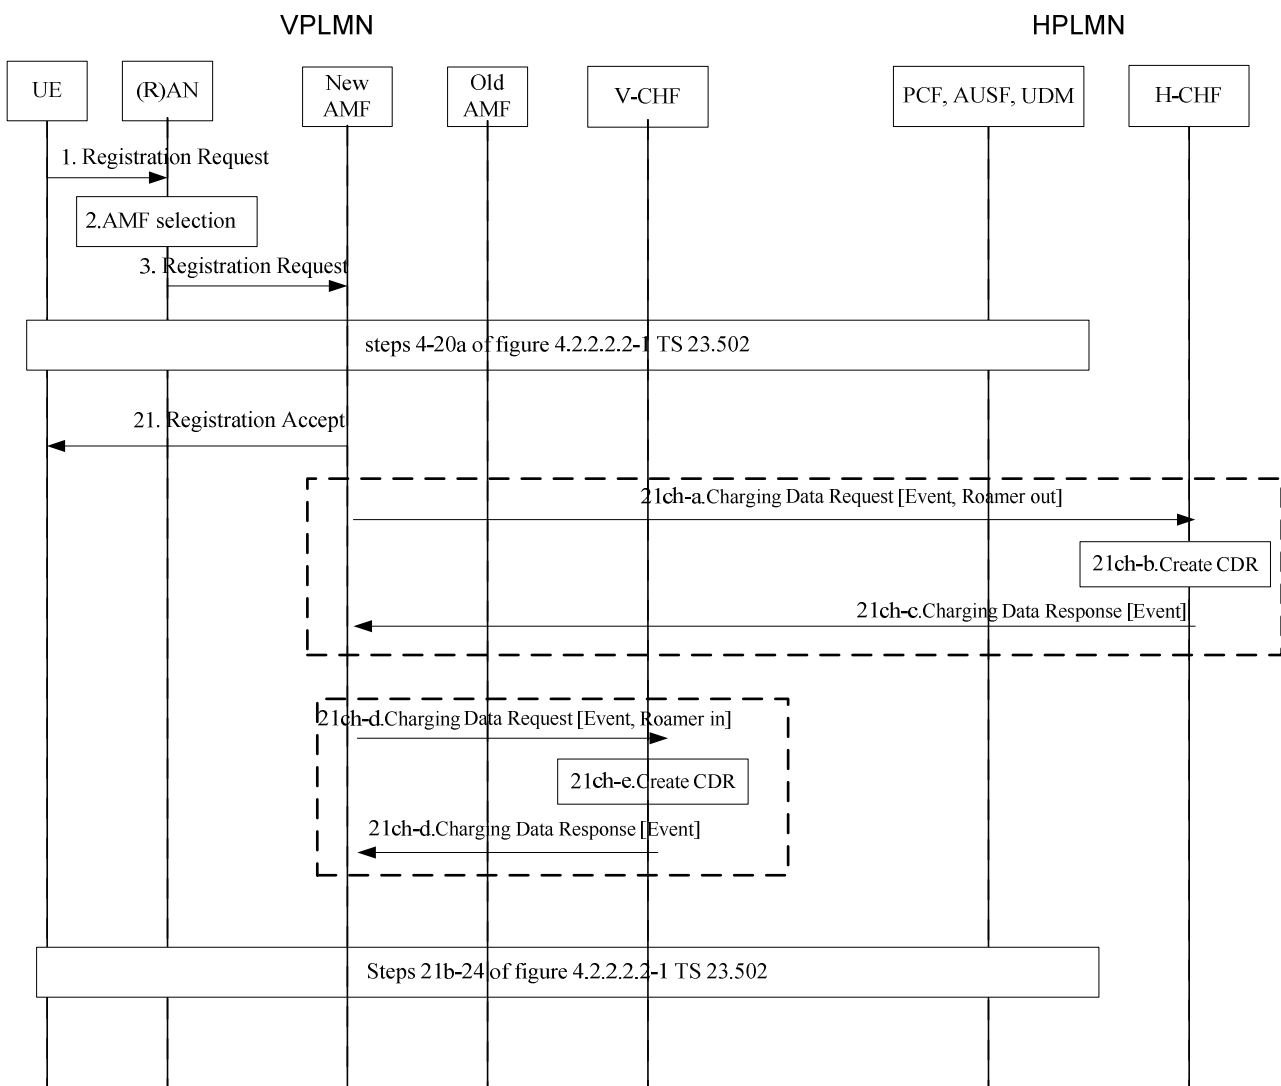 VPLMN
HPLMN
UE
(R)AN
New
AMF
Old
AMF
V-CHF
PCF, AUSF, UDM
H-CHF
1. Registration Request
2.AMF selection
3. Registration Request
steps 4-20a of figure 4.2.2.2.2-1 TS 23.502
21. Registration Accept
21ch-a.Charging Data Request [Event, Roamer out]
21ch-b.Create CDR
21ch-c.Charging Data Response [Event]
21ch-d.Charging Data Request [Event, Roamer in]
21ch-e.Create CDR
21ch-d.Charging Data Response [Event]
Steps 21b-24 of figure 4.2.2.2.2-1 TS 23.502